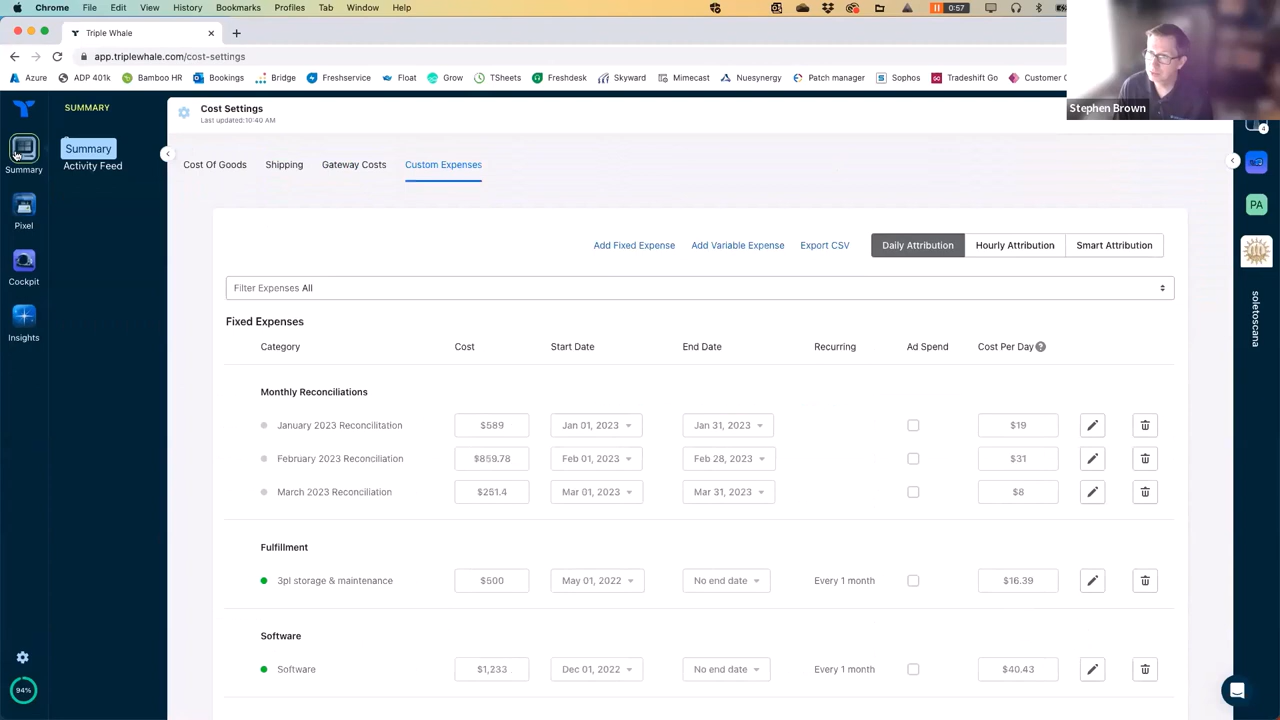 Chrome File Edit View History Bookmarks Profiles Tab Window Help 0:57
Triple Whale
app.triplewhale.com/cost-settings
Azure ADP 401k Bamboo HR Bookings Bridge Freshservice Float Grow TSheets Freshdesk Skyward Mimecast Nuesynergy Patch manager Sophos Tradeshift Go Customer
Stephen Brown
SUMMARY
Summary
Activity Feed
Summary
Pixel
Cockpit
Insights
94%
Cost Settings
Last updated:10:40 AM
Cost Of Goods Shipping Gateway Costs Custom Expenses
Add Fixed Expense Add Variable Expense Export CSV Daily Attribution Hourly Attribution Smart Attribution
Filter Expenses All
Fixed Expenses
Category Cost Start Date End Date Recurring Ad Spend Cost Per Day ?
Monthly Reconciliations
January 2023 Reconcilitation $589 Jan 01, 2023 Jan 31, 2023 $19
February 2023 Reconciliation $859.78 Feb 01, 2023 Feb 28, 2023 $31
March 2023 Reconciliation $251.4 Mar 01, 2023 Mar 31, 2023 $8
Fulfillment
3pl storage & maintenance $500 May 01, 2022 No end date Every 1 month $16.39
Software
Software $1,233 Dec 01, 2022 No end date Every 1 month $40.43
4
PA
soletoscana